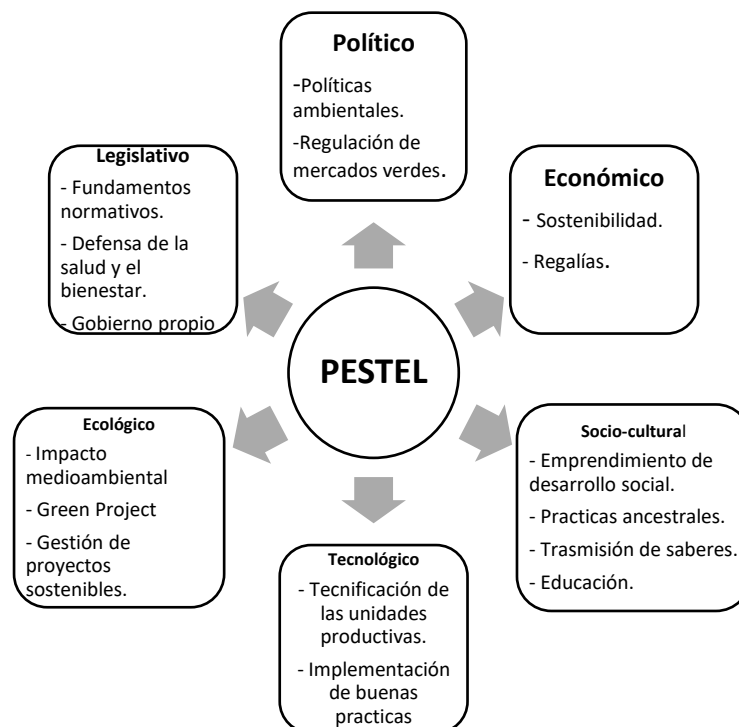 Político
-Políticas
ambientales.
-Regulación de
mercados verdes.
Legislativo
- Fundamentos
normativos.
- Defensa de la
salud y el
bienestar.
- Gobierno propio
Económico
- Sostenibilidad.
- Regalías.
PESTEL
Ecológico
- Impacto
medioambiental
- Green Project
- Gestión de
proyectos
sostenibles.
Socio-cultural
- Emprendimiento de
desarrollo social.
- Practicas ancestrales.
- Trasmisión de saberes.
- Educación.
Tecnológico
- Tecnificación de
las unidades
productivas.
- Implementación
de buenas
practicas